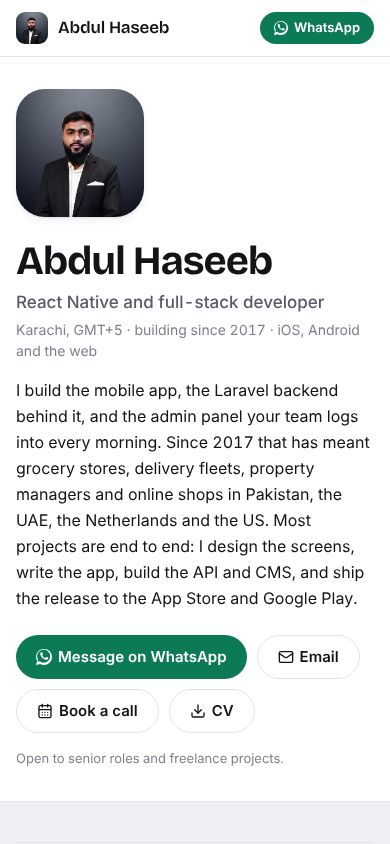 Abdul Haseeb
WhatsApp
Abdul Haseeb
React Native and full-stack developer
Karachi, GMT+5 · building since 2017 · iOS, Android
and the web
I build the mobile app, the Laravel backend
behind it, and the admin panel your team logs
into every morning. Since 2017 that has meant
grocery stores, delivery fleets, property
managers and online shops in Pakistan, the
UAE, the Netherlands and the US. Most
projects are end to end: I design the screens,
write the app, build the API and CMS, and ship
the release to the App Store and Google Play.
Message on WhatsApp
Email
Book a call
CV
Open to senior roles and freelance projects.